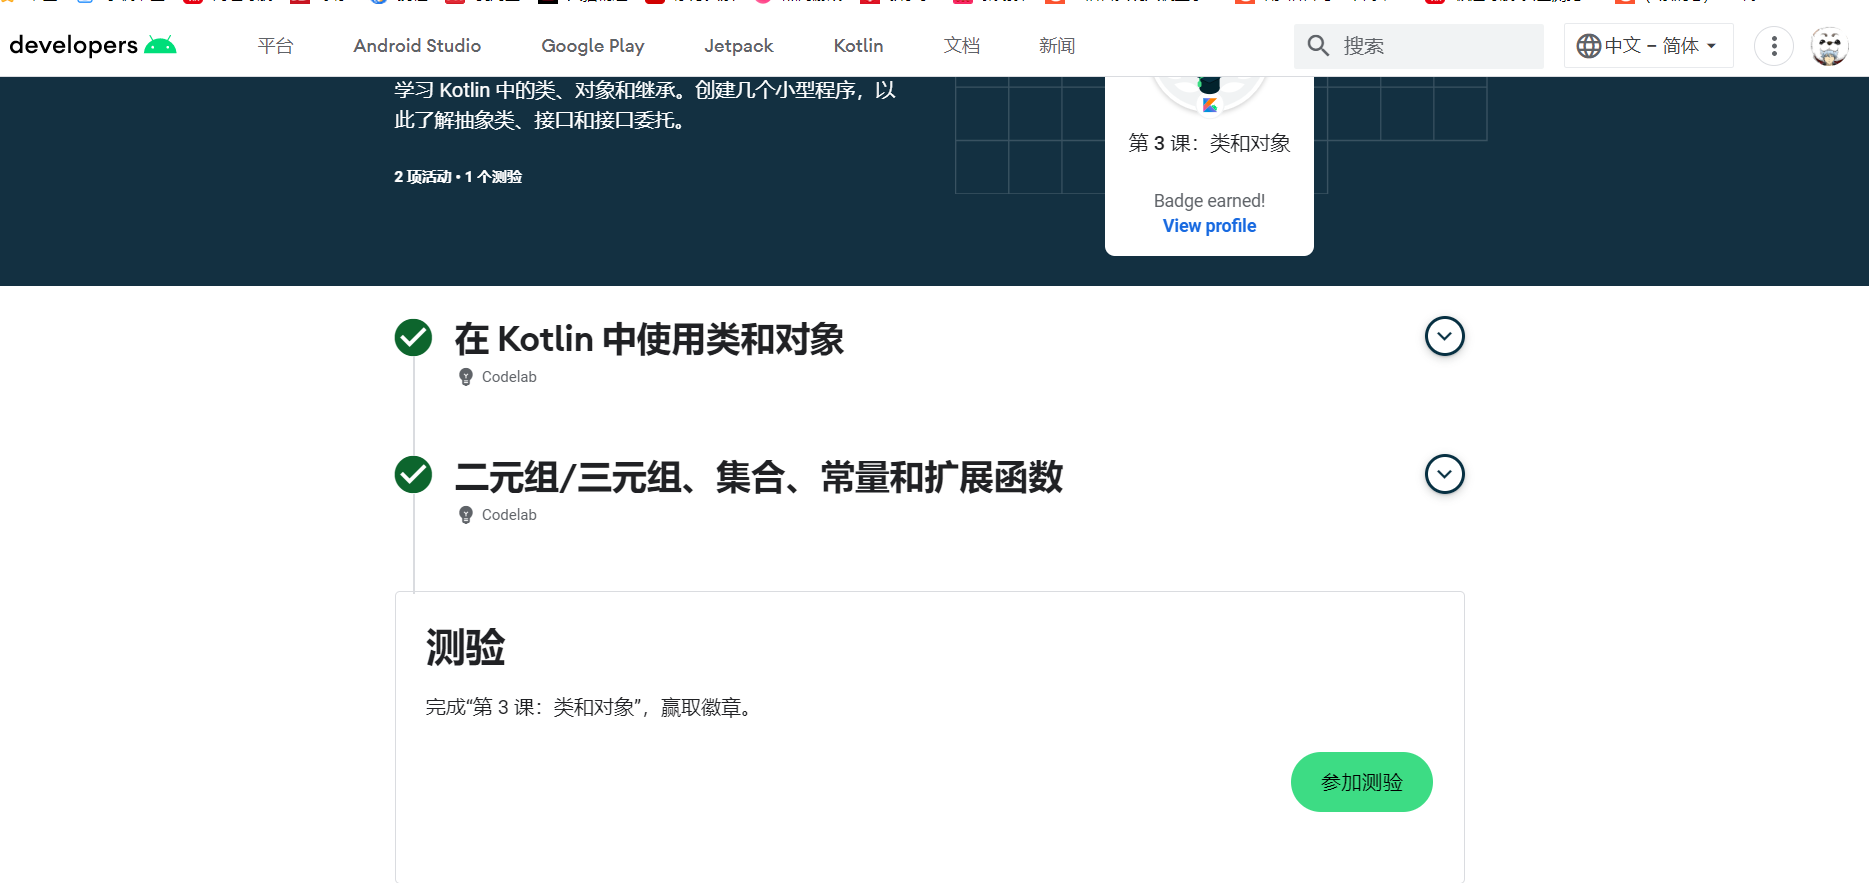 developers
平台
Android Studio
Google Play
Jetpack
Kotlin
文档
新闻
搜索
中文 – 简体
学习 Kotlin 中的类、对象和继承。创建几个小型程序，以
此了解抽象类、接口和接口委托。
2 项活动 • 1 个测验
第 3 课：类和对象
Badge earned!
View profile
在 Kotlin 中使用类和对象
Codelab
二元组/三元组、集合、常量和扩展函数
Codelab
测验
完成“第 3 课：类和对象”，赢取徽章。
参加测验